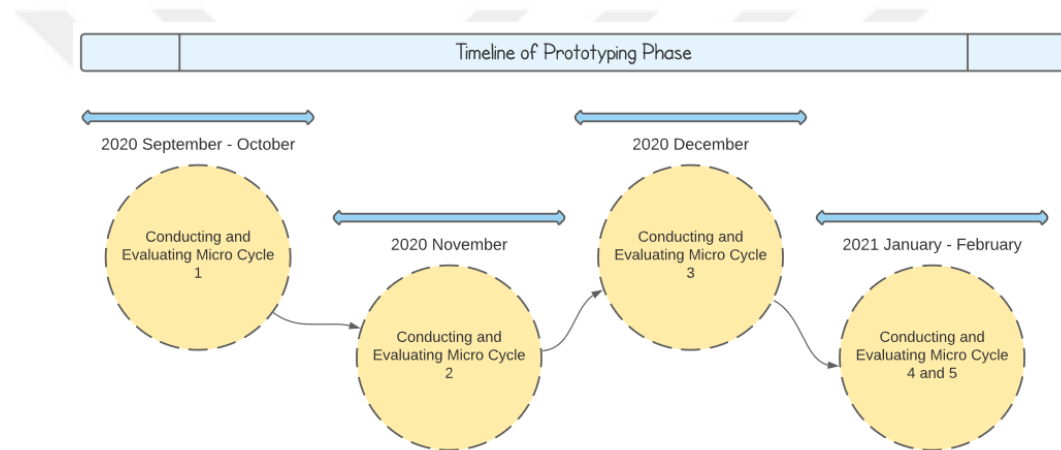 Timeline of Prototyping Phase
2020 September - October
Conducting and
Evaluating Micro Cycle
1
2020 November
Conducting and
Evaluating Micro Cycle
2
2020 December
Conducting and
Evaluating Micro Cycle
3
2021 January - February
Conducting and
Evaluating Micro Cycle
4 and 5